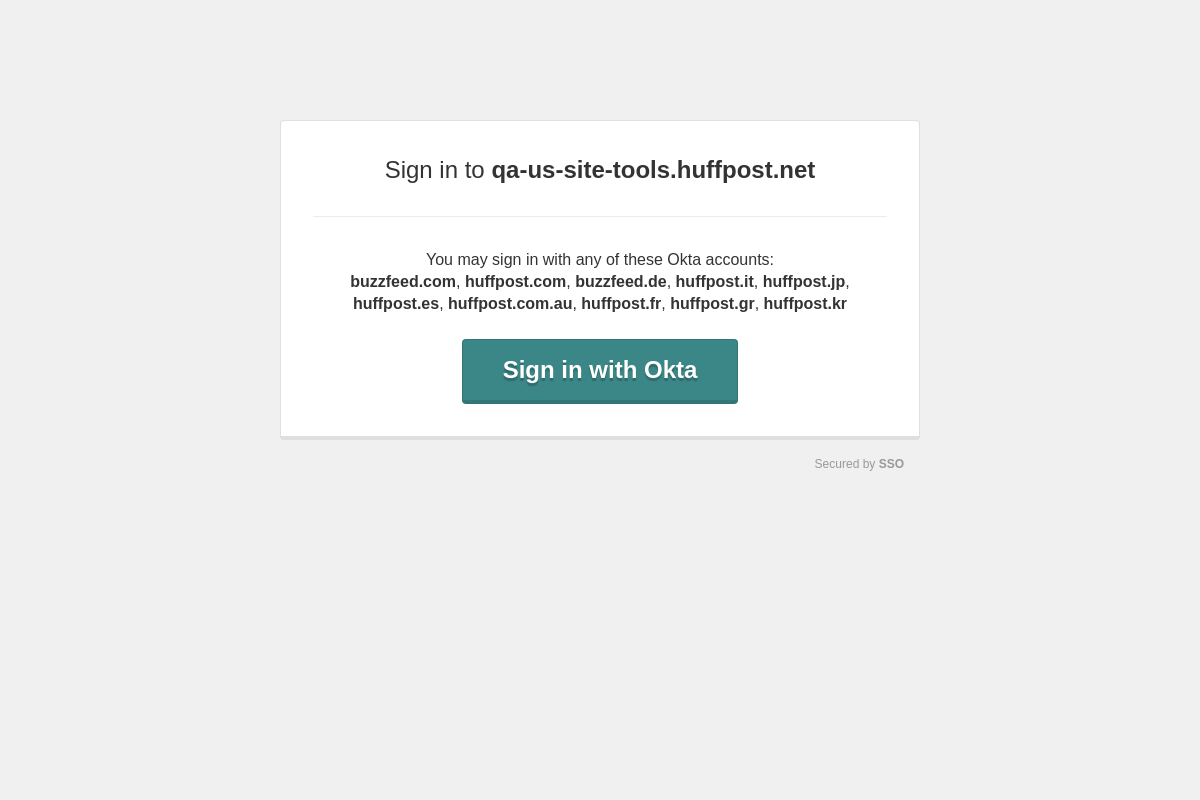 Sign in to qa-us-site-tools.huffpost.net
You may sign in with any of these Okta accounts:
buzzfeed.com, huffpost.com, buzzfeed.de, huffpost.it, huffpost.jp,
huffpost.es, huffpost.com.au, huffpost.fr, huffpost.gr, huffpost.kr
Sign in with Okta
Secured by SSO